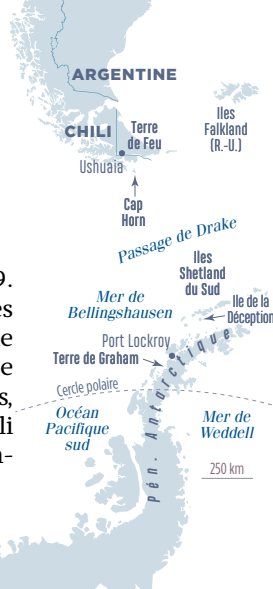 ARGENTINE
Iles
Falkland
(R.-U.)
CHILI
Terre
de Feu
Ushuaia
Cap
Horn
Passage de Drake
Iles
Shetland
du Sud
Ile de la
Déception
Mer de
Bellingshausen
Port Lockroy
Terre de Graham
Pén. Antarctique
Cercle polaire
Océan
Pacifique
sud
Mer de
Weddell
250 km
9.
es
e
e
s,
li
n-